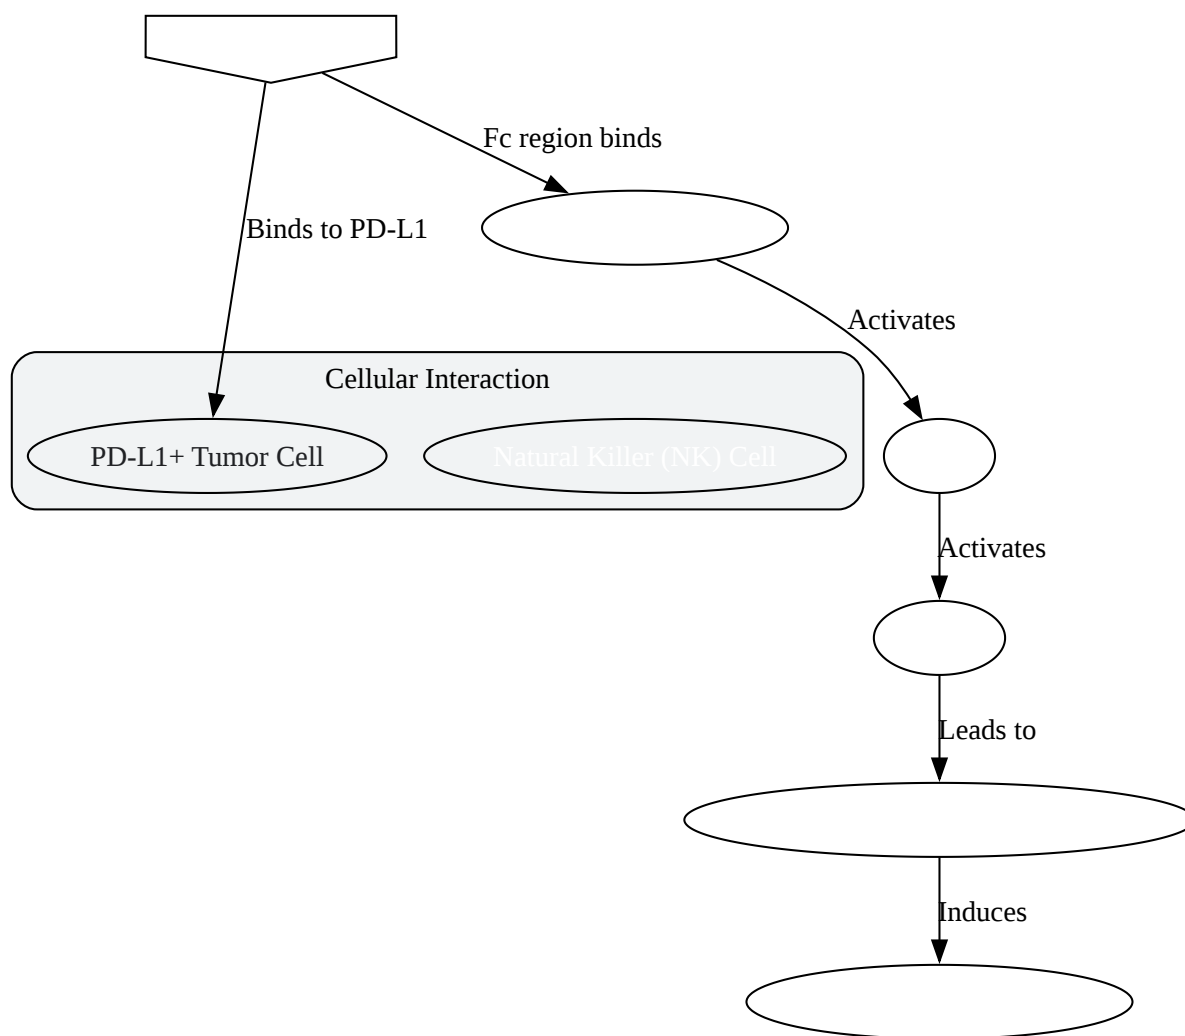 Fc region binds
Binds to PD-L1
Activates
Cellular Interaction
PD-L1+ Tumor Cell
Natural Killer (NK) Cell
Activates
Leads to
Induces